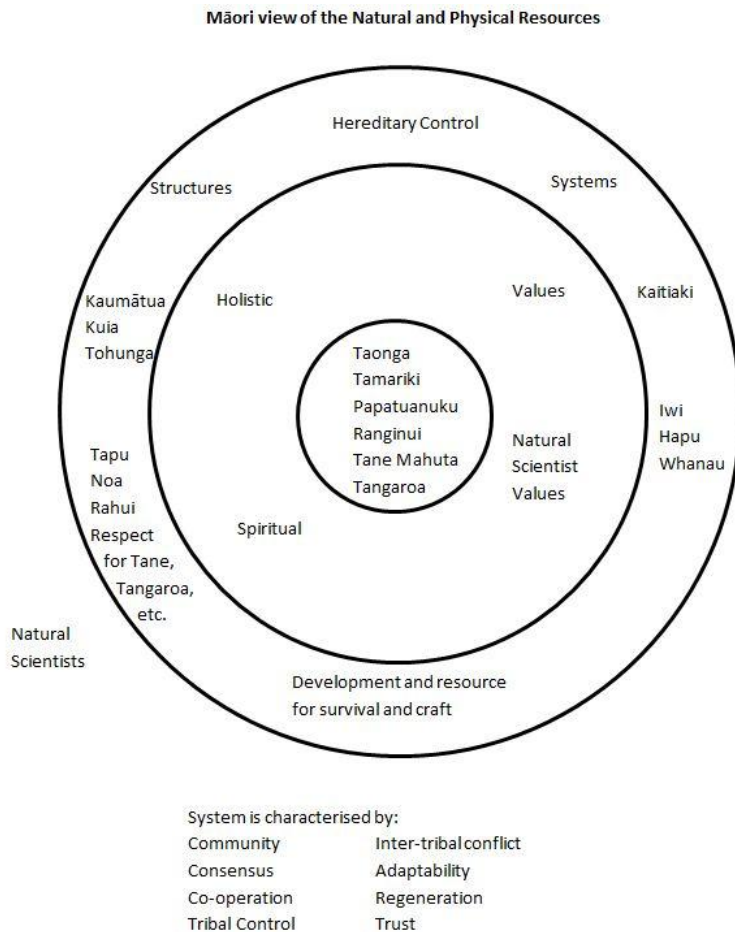 Māori view of the Natural and Physical Resources
Hereditary Control
Structures
Systems
Kaumātua
Kuia
Tohunga
Holistic
Values
Kaitiaki
Taonga
Tamariki
Papatuanuku
Ranginui
Tane Mahuta
Tangaroa
Iwi
Hapu
Whanau
Natural
Scientist
Values
Tapu
Noa
Rahui
Respect
for Tane,
Tangaroa,
etc.
Spiritual
Natural
Scientists
Development and resource
for survival and craft
System is characterised by:
Community Inter-tribal conflict
Consensus Adaptability
Co-operation Regeneration
Tribal Control Trust